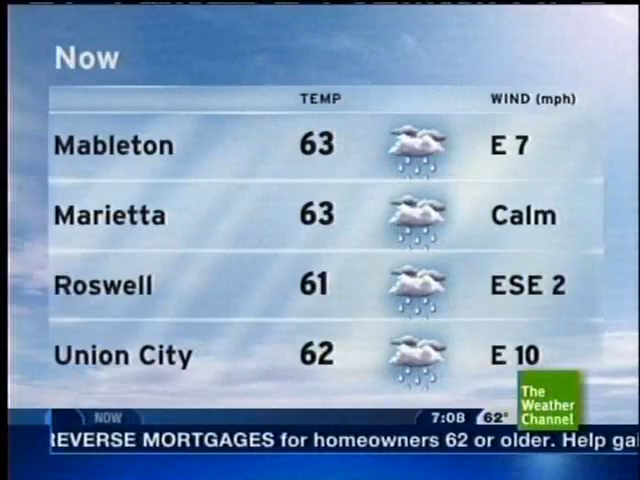 Now
TEMP WIND (mph)
Mableton 63 E 7
Marietta 63 Calm
Roswell 61 ESE 2
Union City 62 E 10
The
Weather
Channel
NOW 7:08 62°
REVERSE MORTGAGES for homeowners 62 or older. Help gai